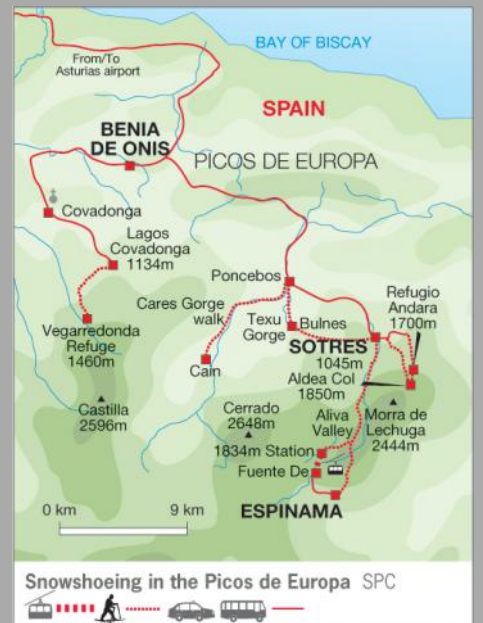 BAY OF BISCAY
From/To
Asturias airport
SPAIN
BENIA
DE ONIS
PICOS DE EUROPA
Covadonga
Lagos
Covadonga
1134m
Poncebos
Cares Gorge
walk
Refugio
Andara
1700m
Texu
Gorge
Bulnes
Vegarredonda
Refuge
1460m
SOTRES
1045m
Cain
Aldea Col
1850m
Castilla
2596m
Cerrado
2648m
Aliva
Valley
Morra de
Lechuga
2444m
1834m Station
Fuente De
ESPINAMA
0 km
9 km
Snowshoeing in the Picos de Europa SPC